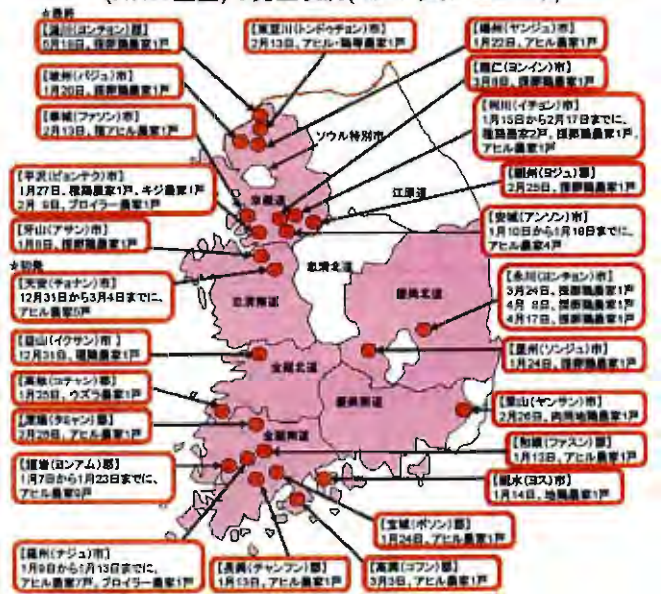 ☆最終
【漣川(ヨンチョン)郡】
5月16日、採卵鶏農家1戸
【東豆川(トンドゥチョン)市】
2月13日、アヒル・鶏等農家1戸
【楊州(ヤンジュ)市】
1月22日、アヒル農家1戸
【坡州(パジュ)市】
1月20日、採卵鶏農家1戸
【龍仁(ヨンイン)市】
3月6日、採卵鶏農家1戸
【華城(ファソン)市】
2月13日、種アヒル農家1戸
【利川(イチョン)市】
1月15日から2月17日までに、
種鶏農家2戸、採卵鶏農家1戸、
アヒル農家1戸
ソウル特別市
江原道
京畿道
【平沢(ピョンテク)市】
1月27日、種鶏農家1戸、キジ農家1戸
2月 9日、ブロイラー農家1戸
【驪州(ヨジュ)郡】
2月25日、採卵鶏農家1戸
【牙山(アサン)市】
1月6日、採卵鶏農家1戸
【安城(アンソン)市】
1月10日から1月18日までに、
アヒル農家4戸
☆初発
【天安(チョナン)市】
12月31日から3月4日までに、
アヒル農家5戸
忠清北道
忠清南道
慶尚北道
【永川(ヨンチョン)市】
3月24日、採卵鶏農家1戸
4月 8日、採卵鶏農家1戸
4月17日、採卵鶏農家1戸
【益山(イクサン)市】
12月31日、種鶏農家1戸
全羅北道
【星州(ソンジュ)市】
1月24日、採卵鶏農家1戸
【高敞(コチャン)郡】
1月25日、ウズラ農家1戸
慶尚南道
【梁山(ヤンサン)市】
2月26日、肉用地鶏農家1戸
【潭陽(タミャン)郡】
2月25日、アヒル農家1戸
全羅南道
【和順(ファスン)郡】
1月13日、アヒル農家1戸
【霊岩(ヨンアム)郡】
1月7日から1月23日までに、
アヒル農家9戸
【麗水(ヨス)市】
1月14日、地鶏農家1戸
【宝城(ポソン)郡】
1月24日、アヒル農家1戸
【羅州(ナジュ)市】
1月9日から1月13日までに、
アヒル農家7戸、ブロイラー農家1戸
【長興(チャンフン)郡】
1月13日、アヒル農家1戸
【高興(コフン)郡】
3月3日、アヒル農家1戸